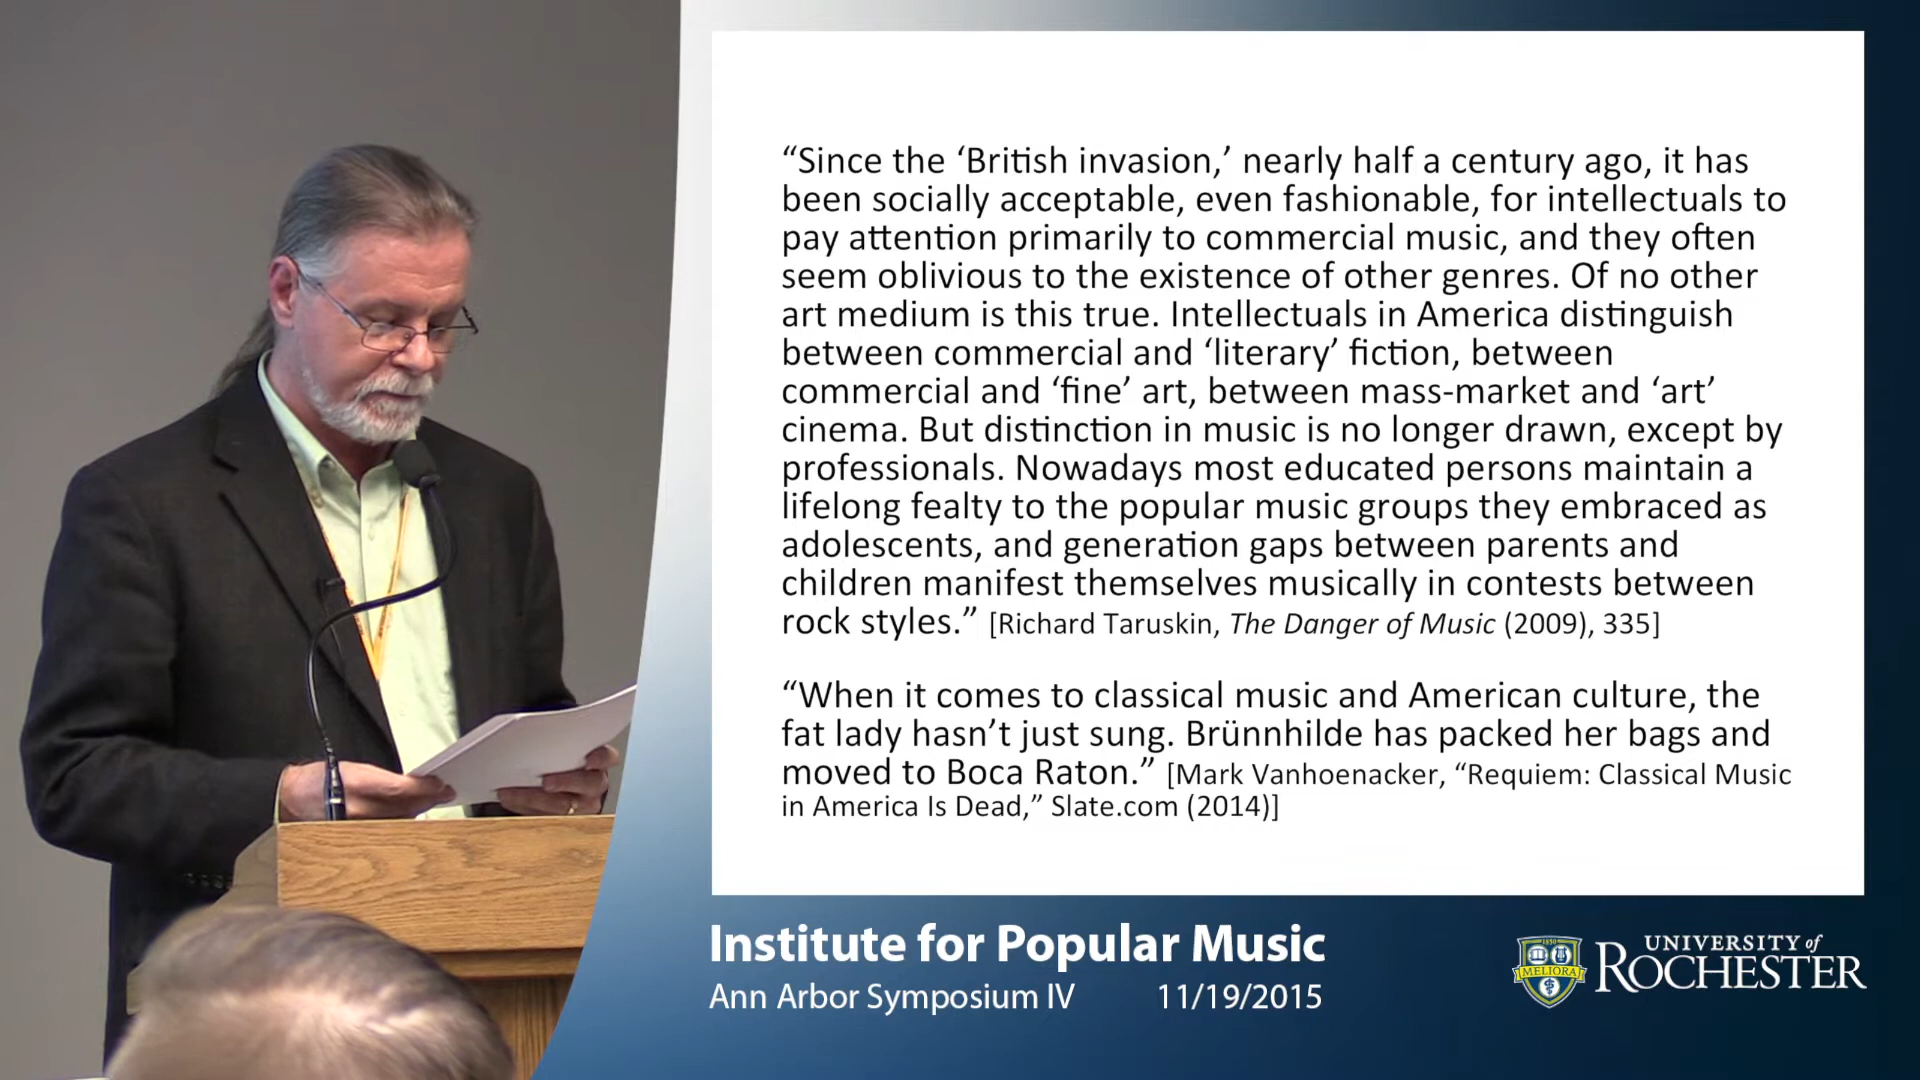 “Since the ‘British invasion,’ nearly half a century ago, it has
been socially acceptable, even fashionable, for intellectuals to
pay attention primarily to commercial music, and they often
seem oblivious to the existence of other genres. Of no other
art medium is this true. Intellectuals in America distinguish
between commercial and ‘literary’ fiction, between
commercial and ‘fine’ art, between mass-market and ‘art’
cinema. But distinction in music is no longer drawn, except by
professionals. Nowadays most educated persons maintain a
lifelong fealty to the popular music groups they embraced as
adolescents, and generation gaps between parents and
children manifest themselves musically in contests between
rock styles.” [Richard Taruskin, The Danger of Music (2009), 335]
“When it comes to classical music and American culture, the
fat lady hasn’t just sung. Brünnhilde has packed her bags and
moved to Boca Raton.” [Mark Vanhoenacker, “Requiem: Classical Music
in America Is Dead,” Slate.com (2014)]
Institute for Popular Music
Ann Arbor Symposium IV 11/19/2015
1850
MELIORA
UNIVERSITY of
ROCHESTER